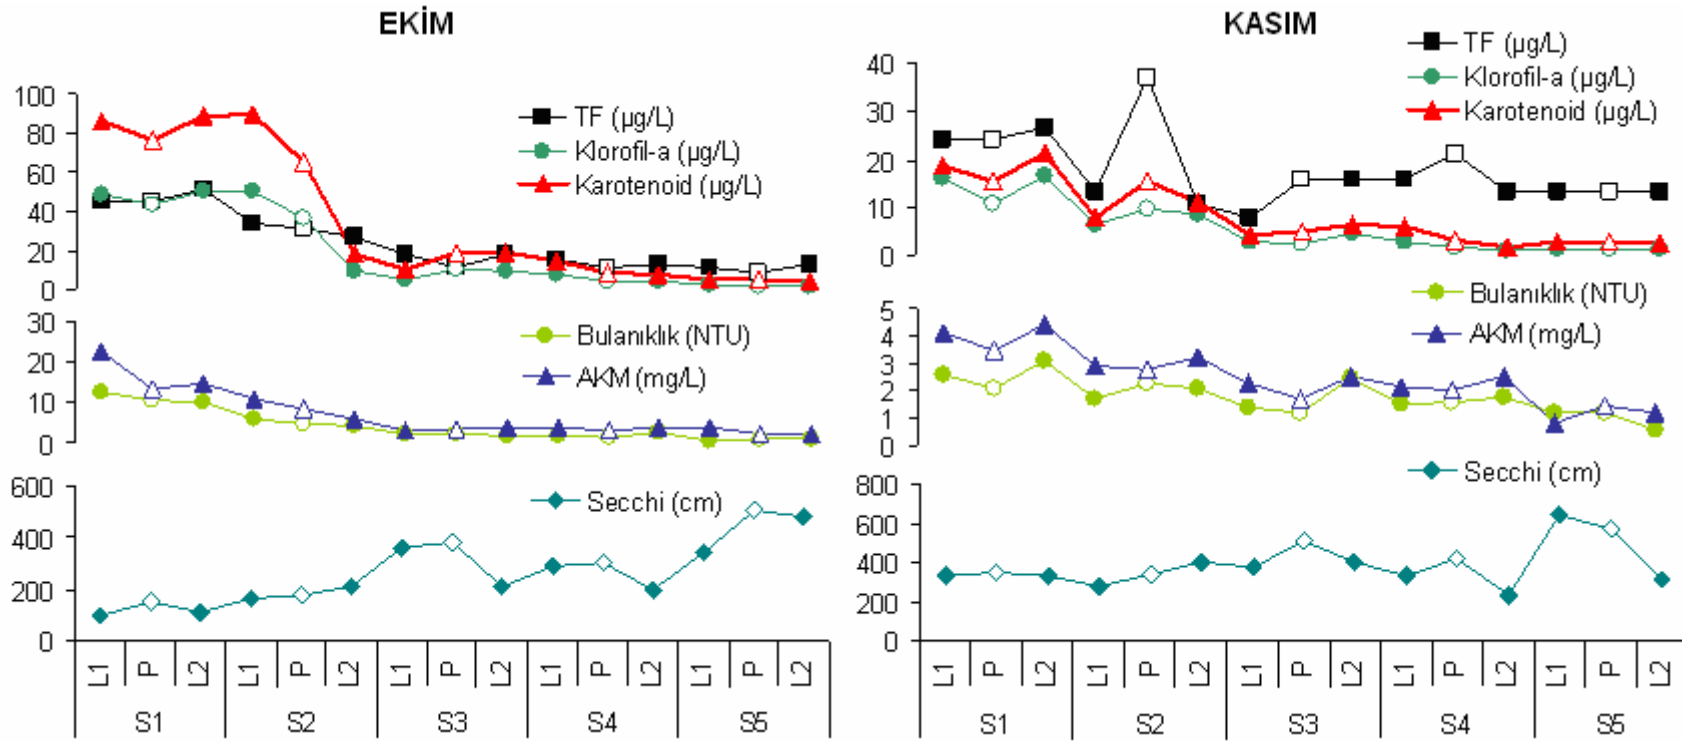 EKİM
100
80
60
40
20
0
TF (µg/L)
Klorofil-a (µg/L)
Karotenoid (µg/L)
30
20
10
0
Bulanıklık (NTU)
AKM (mg/L)
600
400
200
0
Secchi (cm)
L1 P L2 L1 P L2 L1 P L2 L1 P L2 L1 P L2
S1 S2 S3 S4 S5
KASIM
40
30
20
10
0
TF (µg/L)
Klorofil-a (µg/L)
Karotenoid (µg/L)
5
4
3
2
1
0
Bulanıklık (NTU)
AKM (mg/L)
800
600
400
200
0
Secchi (cm)
L1 P L2 L1 P L2 L1 P L2 L1 P L2 L1 P L2
S1 S2 S3 S4 S5